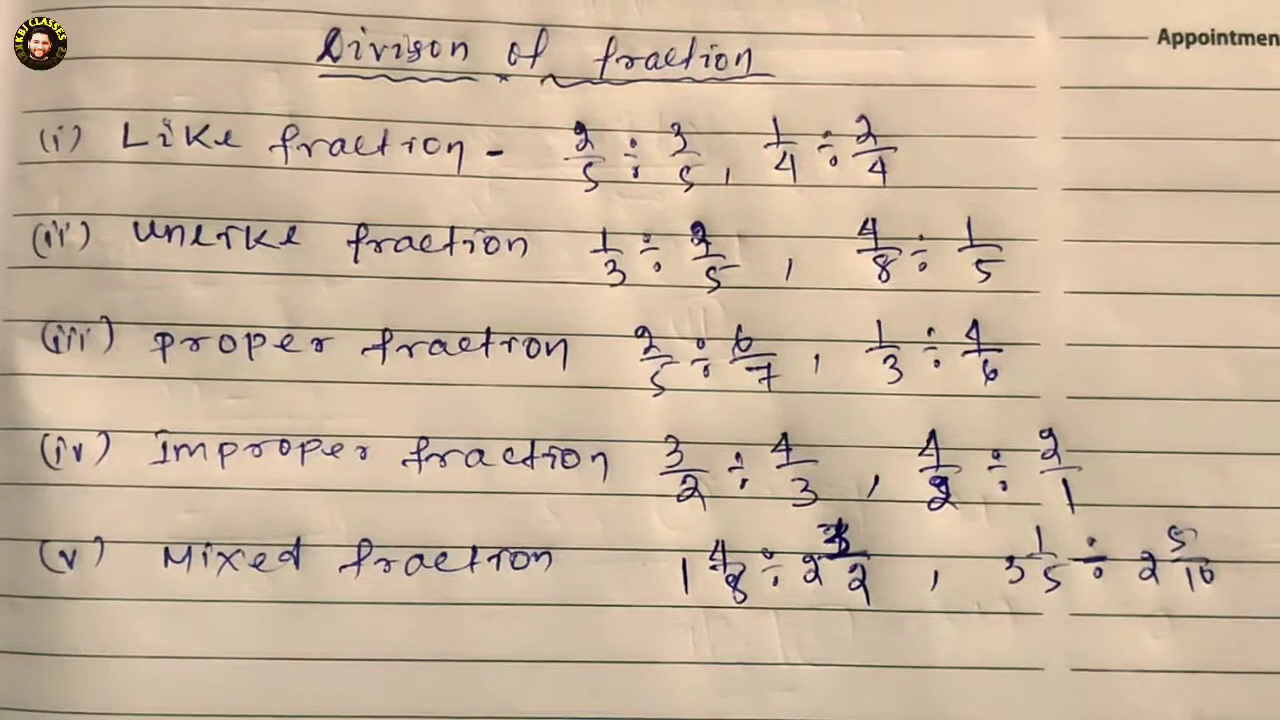 KBJ CLASSES
Appointmen
Divison of fraction
(i) Like fraction - 2/5 ÷ 3/5, 1/4 ÷ 2/4
(ii) unlike fraction 1/3 ÷ 2/5, 4/8 ÷ 1/5
(iii) proper fraction 2/5 ÷ 6/7, 1/3 ÷ 4/6
(iv) Improper fraction 3/2 ÷ 4/3, 4/2 ÷ 2/1
(v) Mixed fraction 1 4/8 ÷ 2 /2, 3 1/5 ÷ 2 5/10